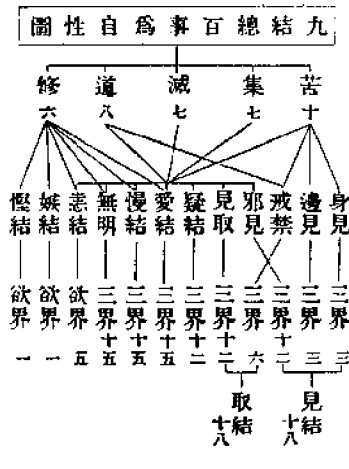 九結總百事爲自性圖
苦十
集七
滅七
道八
修六
身見
邊見
戒禁
邪見
見取
疑結
愛結
慢結
無明
恚結
嫉結
慳結
三界三
三界三
三界十二
三界六
三界十二
三界十二
三界十五
三界十五
三界十五
欲界五
欲界一
欲界一
見結十八
取結十八